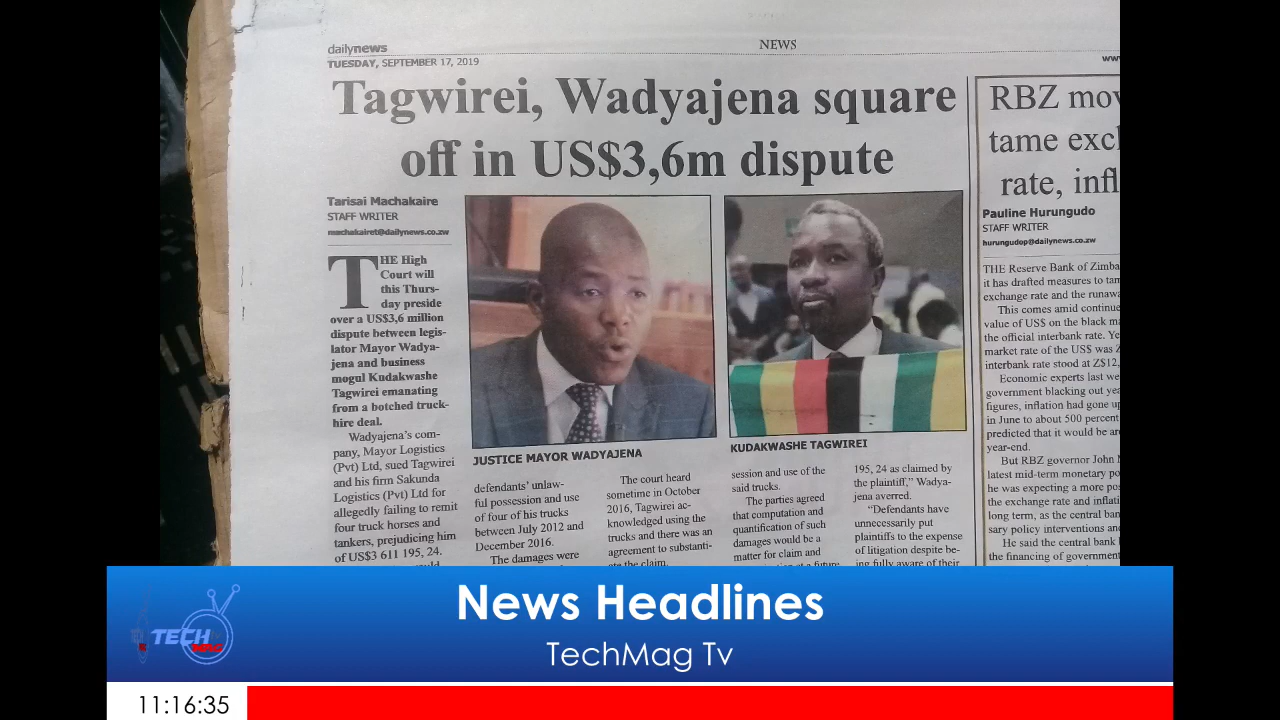 dailynews
NEWS
TUESDAY, SEPTEMBER 17, 2019
Tagwirei, Wadyajena square
off in US$3,6m dispute
Tarisai Machakaire
STAFF WRITER
machakairet@dailynews.co.zw
THE High
Court will
this Thurs-
day preside
over a US$3,6 million
dispute between legis-
lator Mayor Wadya-
jena and business
mogul Kudakwashe
Tagwirei emanating
from a botched truck-
hire deal.
Wadyajena's com-
pany, Mayor Logistics
(Pvt) Ltd, sued Tagwirei
and his firm Sakunda
Logistics (Pvt) Ltd for
allegedly failing to remit
four truck horses and
tankers, prejudicing him
of US$3 611 195, 24.
JUSTICE MAYOR WADYAJENA
KUDAKWASHE TAGWIREI
defendants' unlaw-
ful possession and use
of four of his trucks
between July 2012 and
December 2016.
The damages were
The court heard
sometime in October
2016, Tagwirei ac-
knowledged using the
trucks and there was an
agreement to substanti-
ate the claim.
session and use of the
said trucks.
The parties agreed
that computation and
quantification of such
damages would be a
matter for claim and
195, 24 as claimed by
the plaintiff," Wadya-
jena averred.
"Defendants have
unnecessarily put
plaintiffs to the expense
of litigation despite be-
ing fully aware of their
RBZ mov
tame excl
rate, infl
Pauline Hurungudo
STAFF WRITER
hurungudop@dailynews.co.zw
THE Reserve Bank of Zimba
it has drafted measures to tam
exchange rate and the runawa
This comes amid continue
value of US$ on the black ma
the official interbank rate. Ye
market rate of the US$ was Z
interbank rate stood at Z$12,
Economic experts last we
government blacking out yea
figures, inflation had gone up
in June to about 500 percent
predicted that it would be ar
year-end.
But RBZ governor John M
latest mid-term monetary po
he was expecting a more pos
the exchange rate and inflati
long term, as the central ban
sary policy interventions and
He said the central bank
the financing of government
TECH tv
MAG
News Headlines
TechMag Tv
11:16:35